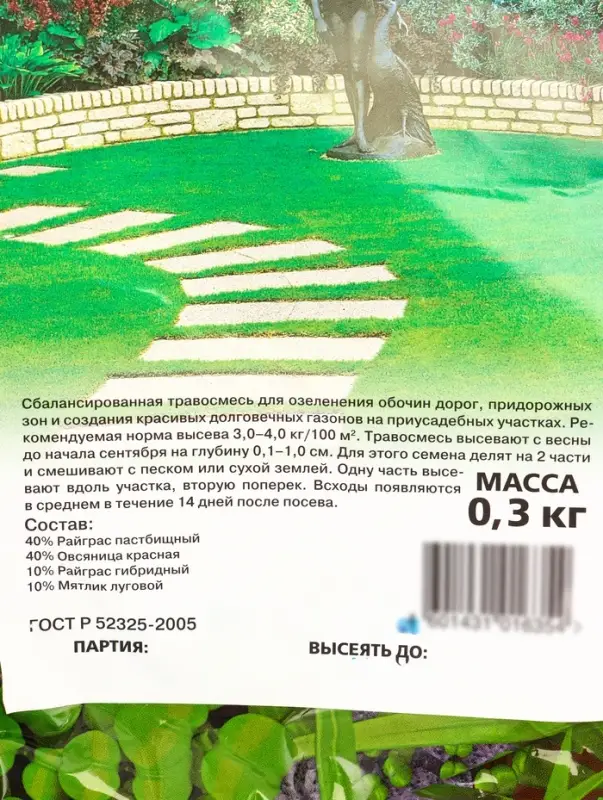 Сбалансированная травосмесь для озеленения обочин дорог, придорожных
зон и создания красивых долговечных газонов на приусадебных участках. Ре-
комендуемая норма высева 3,0–4,0 кг/100 м². Травосмесь высевают с весны
до начала сентября на глубину 0,1–1,0 см. Для этого семена делят на 2 части
и смешивают с песком или сухой землей. Одну часть высе-
вают вдоль участка, вторую поперек. Всходы появляются
в среднем в течение 14 дней после посева.
МАССА
0,3 кг
Состав:
40% Райграс пастбищный
40% Овсяница красная
10% Райграс гибридный
10% Мятлик луговой
ГОСТ Р 52325-2005
ПАРТИЯ:
ВЫСЕЯТЬ ДО: